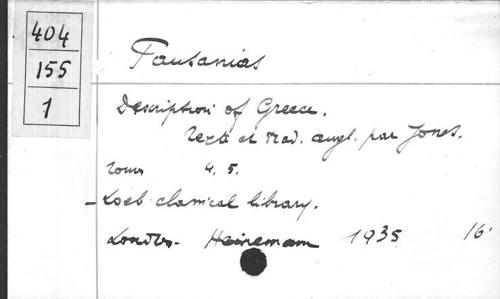 404
155
1
Pausanias
Description of Greece.
Texte et trad. angl. par Jones.
Tomes 4. 5.
Loeb classical library.
Londres. Heinemann 1935 16°